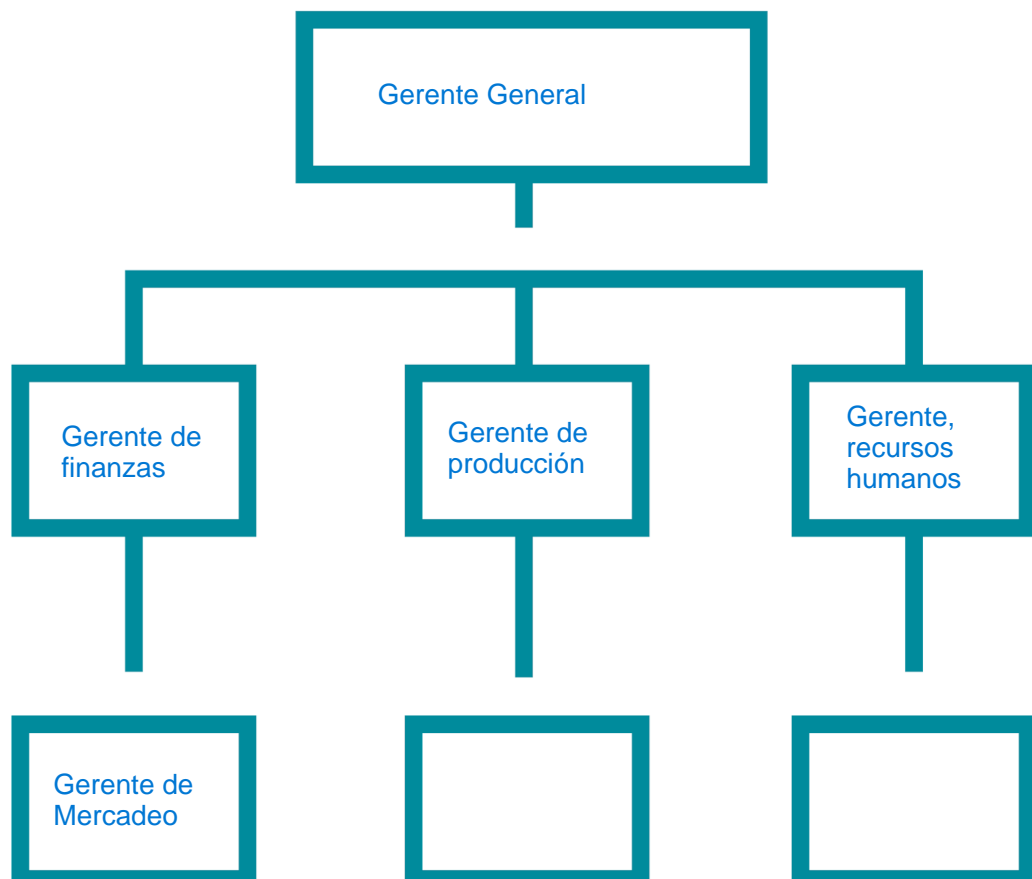 Gerente General
Gerente de
finanzas
Gerente de
producción
Gerente,
recursos
humanos
Gerente de
Mercadeo